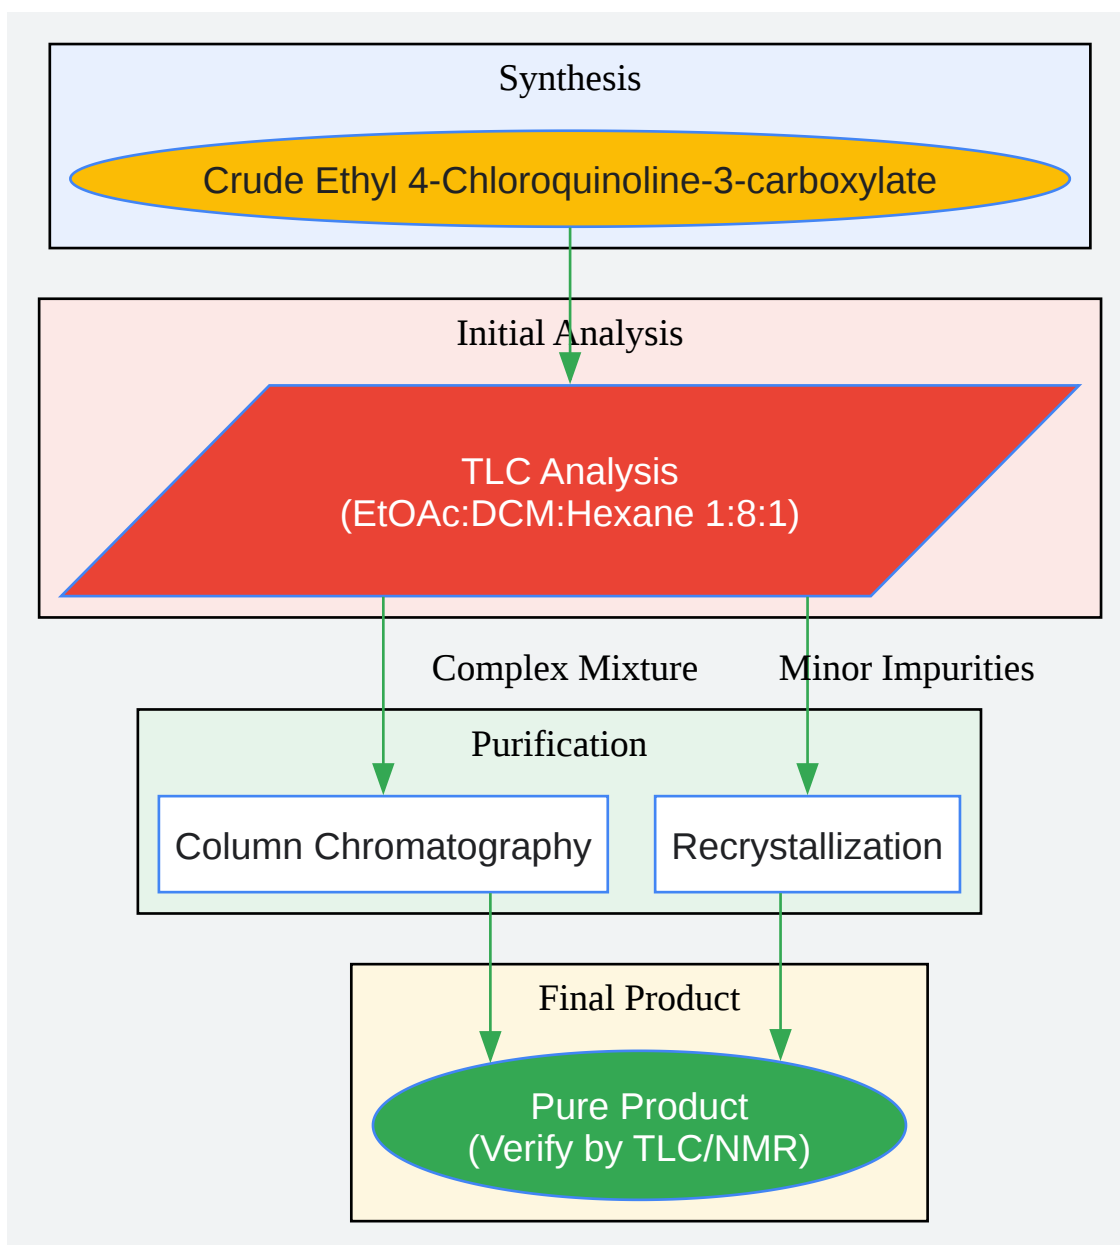 Synthesis
Crude Ethyl 4-Chloroquinoline-3-carboxylate
Initial Analysis
TLC Analysis
(EtOAc:DCM:Hexane 1:8:1)
Complex Mixture
Minor Impurities
Purification
Column Chromatography
Recrystallization
Final Product
Pure Product
(Verify by TLC/NMR)